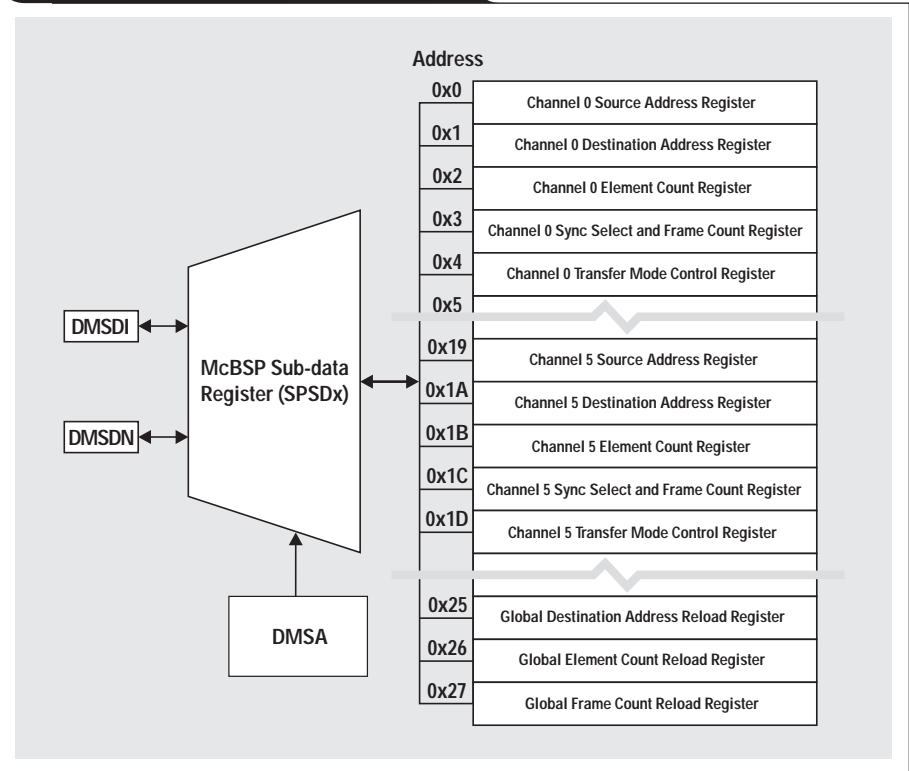 Address
0x0
Channel 0 Source Address Register
0x1
Channel 0 Destination Address Register
0x2
Channel 0 Element Count Register
0x3
Channel 0 Sync Select and Frame Count Register
0x4
Channel 0 Transfer Mode Control Register
0x5
DMSDI
McBSP Sub-data
Register (SPSDx)
DMSDN
0x19
Channel 5 Source Address Register
0x1A
Channel 5 Destination Address Register
0x1B
Channel 5 Element Count Register
0x1C
Channel 5 Sync Select and Frame Count Register
0x1D
Channel 5 Transfer Mode Control Register
DMSA
0x25
Global Destination Address Reload Register
0x26
Global Element Count Reload Register
0x27
Global Frame Count Reload Register